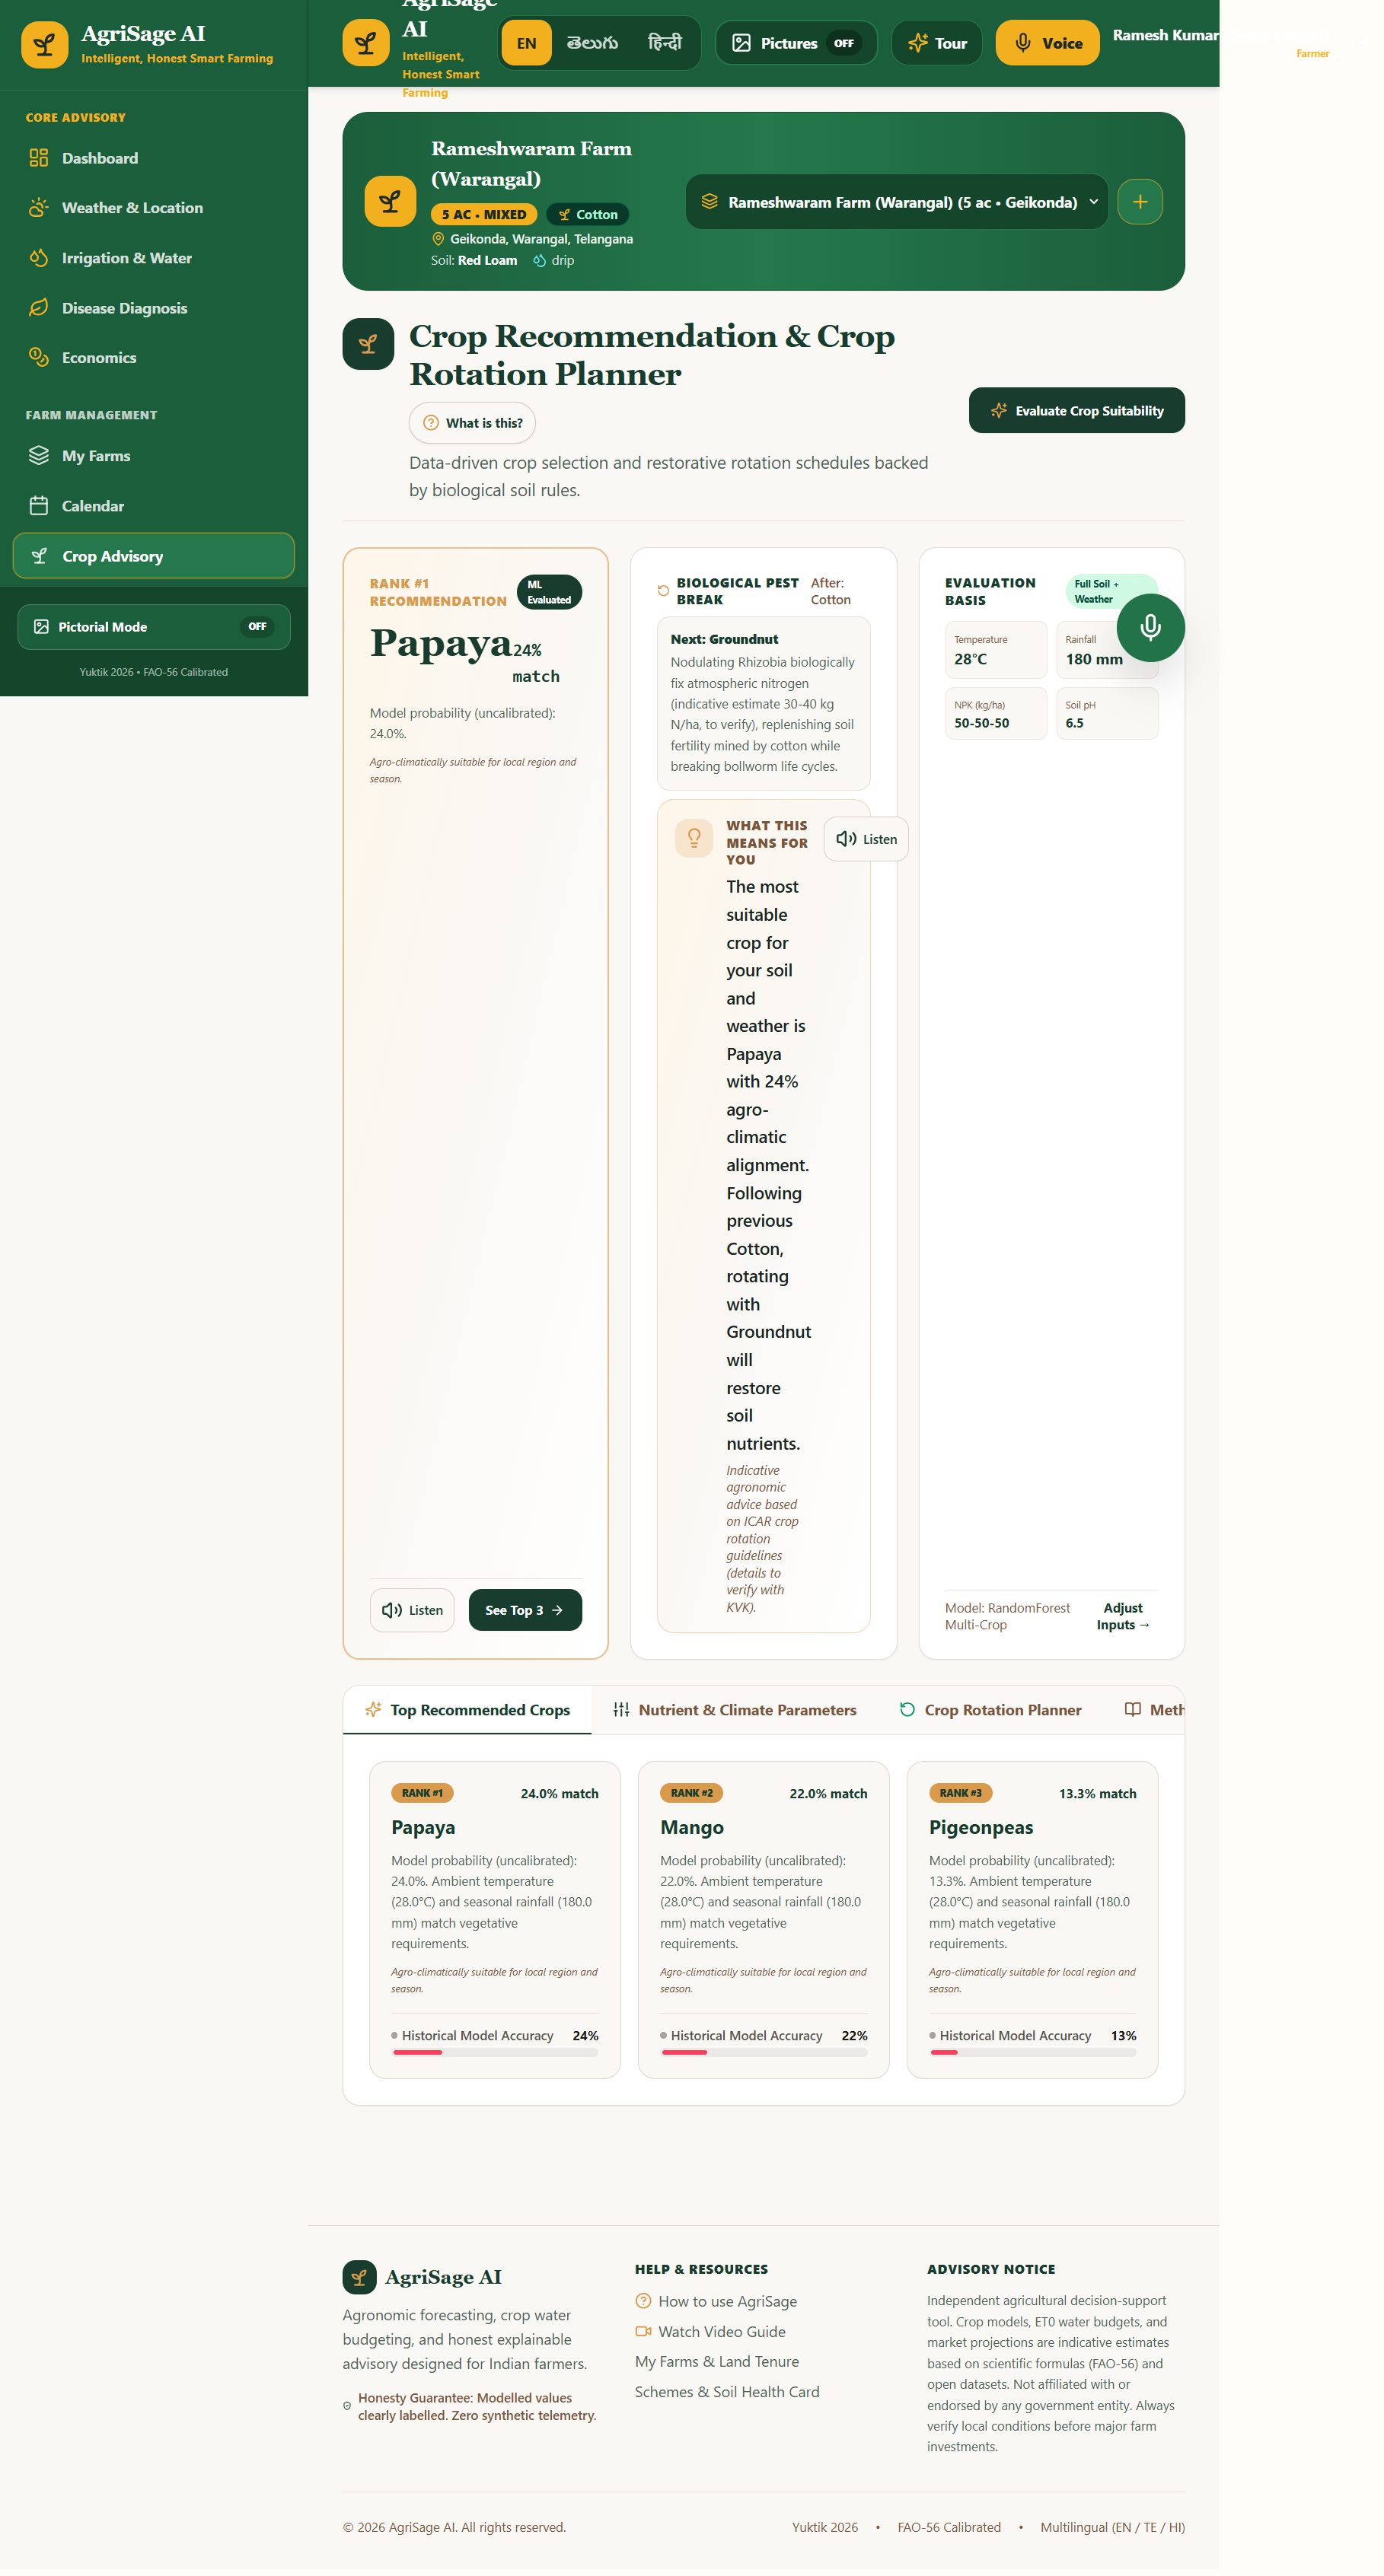 AgriSage AI
Intelligent, Honest Smart Farming
CORE ADVISORY
Dashboard
Weather & Location
Irrigation & Water
Disease Diagnosis
Economics
FARM MANAGEMENT
My Farms
Calendar
Crop Advisory
Pictorial Mode OFF
Yuktik 2026 • FAO-56 Calibrated
AgriSage
AI
Intelligent,
Honest Smart
Farming
EN తెలుగు हिन्दी
Pictures OFF
Tour
Voice
Ramesh Kumar
Farmer
Rameshwaram Farm
(Warangal)
5 AC • MIXED Cotton
Geikonda, Warangal, Telangana
Soil: Red Loam drip
Rameshwaram Farm (Warangal) (5 ac • Geikonda)
Crop Recommendation & Crop
Rotation Planner
What is this?
Data-driven crop selection and restorative rotation schedules backed
by biological soil rules.
Evaluate Crop Suitability
RANK #1
RECOMMENDATION
ML
Evaluated
Papaya 24%
match
Model probability (uncalibrated):
24.0%.
Agro-climatically suitable for local region and
season.
Listen
See Top 3 →
BIOLOGICAL PEST
BREAK
After:
Cotton
Next: Groundnut
Nodulating Rhizobia biologically
fix atmospheric nitrogen
(indicative estimate 30-40 kg
N/ha, to verify), replenishing soil
fertility mined by cotton while
breaking bollworm life cycles.
WHAT THIS
MEANS FOR
YOU
Listen
The most
suitable
crop for
your soil
and
weather is
Papaya
with 24%
agro-
climatic
alignment.
Following
previous
Cotton,
rotating
with
Groundnut
will
restore
soil
nutrients.
Indicative
agronomic
advice based
on ICAR crop
rotation
guidelines
(details to
verify with
KVK).
EVALUATION
BASIS
Full Soil +
Weather
Temperature
28°C
Rainfall
180 mm
NPK (kg/ha)
50-50-50
Soil pH
6.5
Model: RandomForest
Multi-Crop
Adjust
Inputs →
Top Recommended Crops
Nutrient & Climate Parameters
Crop Rotation Planner
Meth
RANK #1 24.0% match
Papaya
Model probability (uncalibrated):
24.0%. Ambient temperature
(28.0°C) and seasonal rainfall (180.0
mm) match vegetative
requirements.
Agro-climatically suitable for local region and
season.
Historical Model Accuracy 24%
RANK #2 22.0% match
Mango
Model probability (uncalibrated):
22.0%. Ambient temperature
(28.0°C) and seasonal rainfall (180.0
mm) match vegetative
requirements.
Agro-climatically suitable for local region and
season.
Historical Model Accuracy 22%
RANK #3 13.3% match
Pigeonpeas
Model probability (uncalibrated):
13.3%. Ambient temperature
(28.0°C) and seasonal rainfall (180.0
mm) match vegetative
requirements.
Agro-climatically suitable for local region and
season.
Historical Model Accuracy 13%
AgriSage AI
Agronomic forecasting, crop water
budgeting, and honest explainable
advisory designed for Indian farmers.
Honesty Guarantee: Modelled values
clearly labelled. Zero synthetic telemetry.
HELP & RESOURCES
How to use AgriSage
Watch Video Guide
My Farms & Land Tenure
Schemes & Soil Health Card
ADVISORY NOTICE
Independent agricultural decision-support
tool. Crop models, ET0 water budgets, and
market projections are indicative estimates
based on scientific formulas (FAO-56) and
open datasets. Not affiliated with or
endorsed by any government entity. Always
verify local conditions before major farm
investments.
© 2026 AgriSage AI. All rights reserved.
Yuktik 2026 • FAO-56 Calibrated • Multilingual (EN / TE / HI)